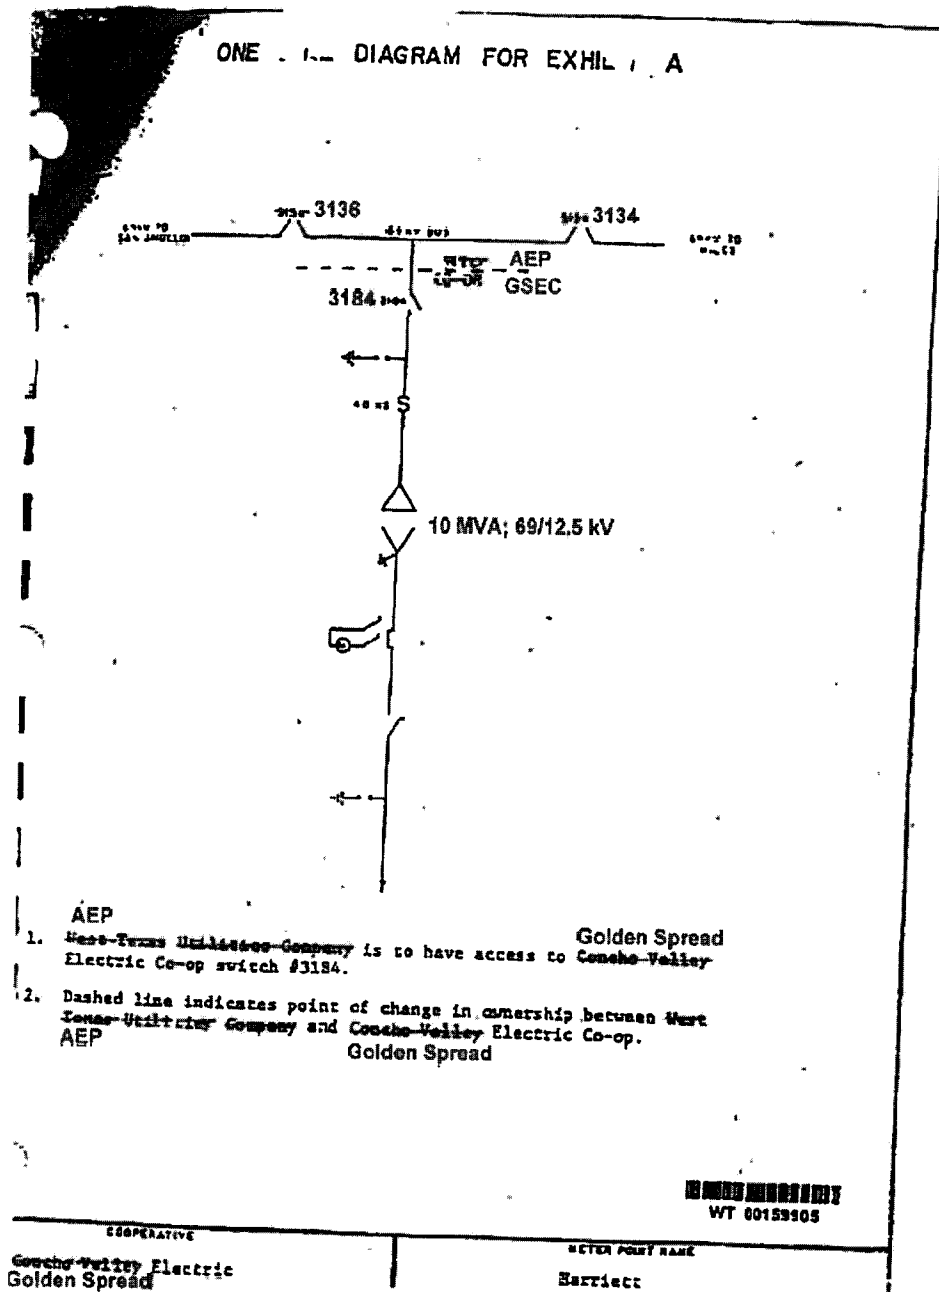 ONE DIAGRAM FOR A
3136
3134
AEP
GSEC
3184
10 MVA; 69/12.5 kV
AEP
Golden Spread
1. West Texas Utilities Company is to have access to Concho Valley
Electric Co-op switch #3184.
2. Dashed line indicates point of change in ownership between West
Texas Utilities Company and Concho Valley Electric Co-op.
AEP
Golden Spread
WT 00159905
COOPERATIVE
METER POINT NAME
Concho Valley Electric
Golden Spread
Harriett